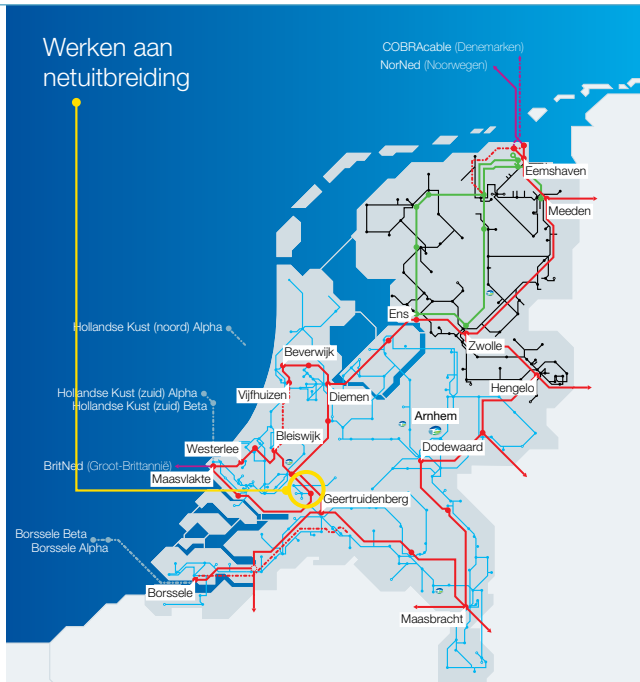 Werken aan
netuitbreiding
COBRAcable (Denemarken)
NorNed (Noorwegen)
Eemshaven
Meeden
Ens
Hollandse Kust (noord) Alpha
Zwolle
Beverwijk
Hengelo
Hollandse Kust (zuid) Alpha
Hollandse Kust (zuid) Beta
Vijfhuizen
Diemen
Arnhem
Bleiswijk
Dodewaard
Westerlee
BritNed (Groot-Brittannië)
Maasvlakte
Geertruidenberg
Borssele Beta
Borssele Alpha
Borssele
Maasbracht